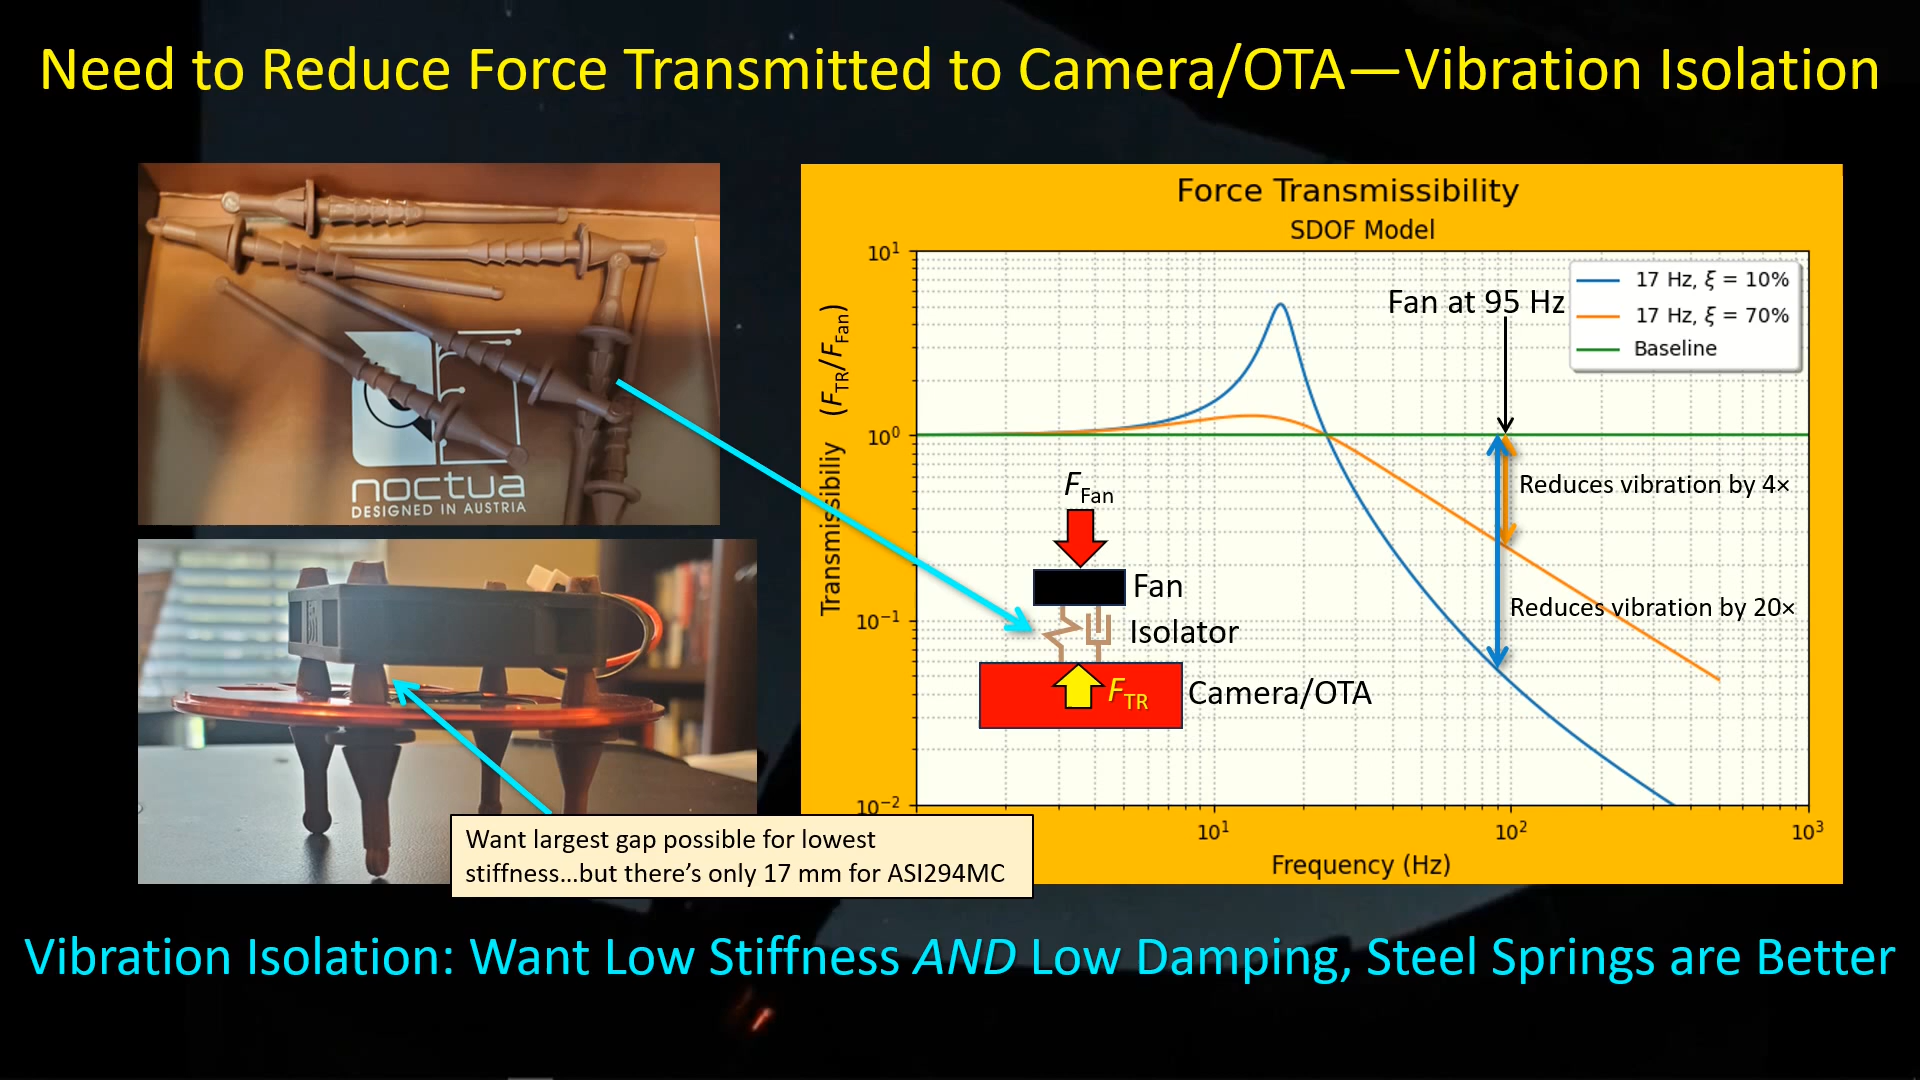 Need to Reduce Force Transmitted to Camera/OTA—Vibration Isolation
noctua
DESIGNED IN AUSTRIA
Want largest gap possible for lowest
stiffness...but there's only 17 mm for ASI294MC
Force Transmissibility
SDOF Model
Transmissibiliy (F_TR/F_Fan)
10¹
10⁰
10⁻¹
10⁻²
17 Hz, ξ = 10%
17 Hz, ξ = 70%
Baseline
Fan at 95 Hz
Reduces vibration by 4×
Reduces vibration by 20×
F_Fan
Fan
Isolator
F_TR
Camera/OTA
10¹
10²
10³
Frequency (Hz)
Vibration Isolation: Want Low Stiffness AND Low Damping, Steel Springs are Better